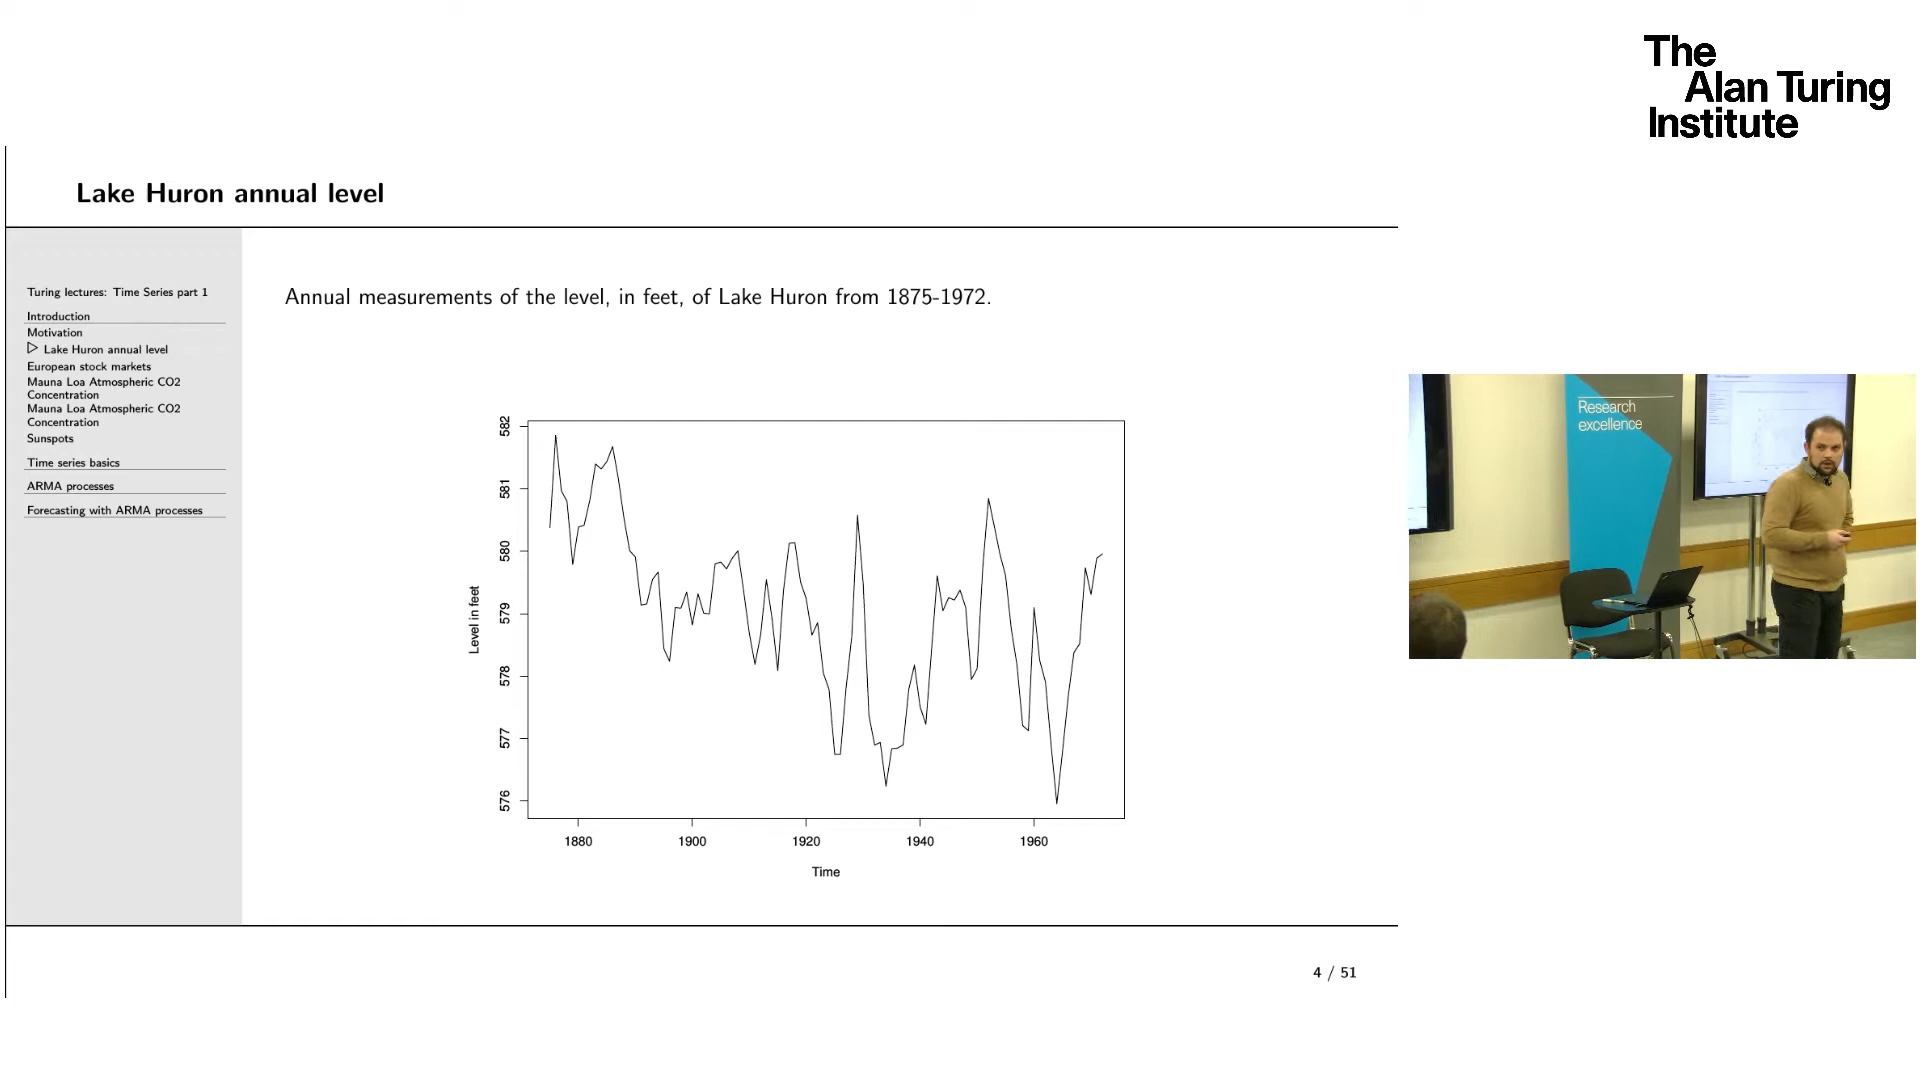 The
Alan Turing
Institute
Lake Huron annual level
Turing lectures: Time Series part 1
Introduction
Motivation
▷ Lake Huron annual level
European stock markets
Mauna Loa Atmospheric CO2
Concentration
Mauna Loa Atmospheric CO2
Concentration
Sunspots
Time series basics
ARMA processes
Forecasting with ARMA processes
Annual measurements of the level, in feet, of Lake Huron from 1875-1972.
582
581
580
579
578
577
576
Level in feet
1880 1900 1920 1940 1960
Time
Research
excellence
4 / 51